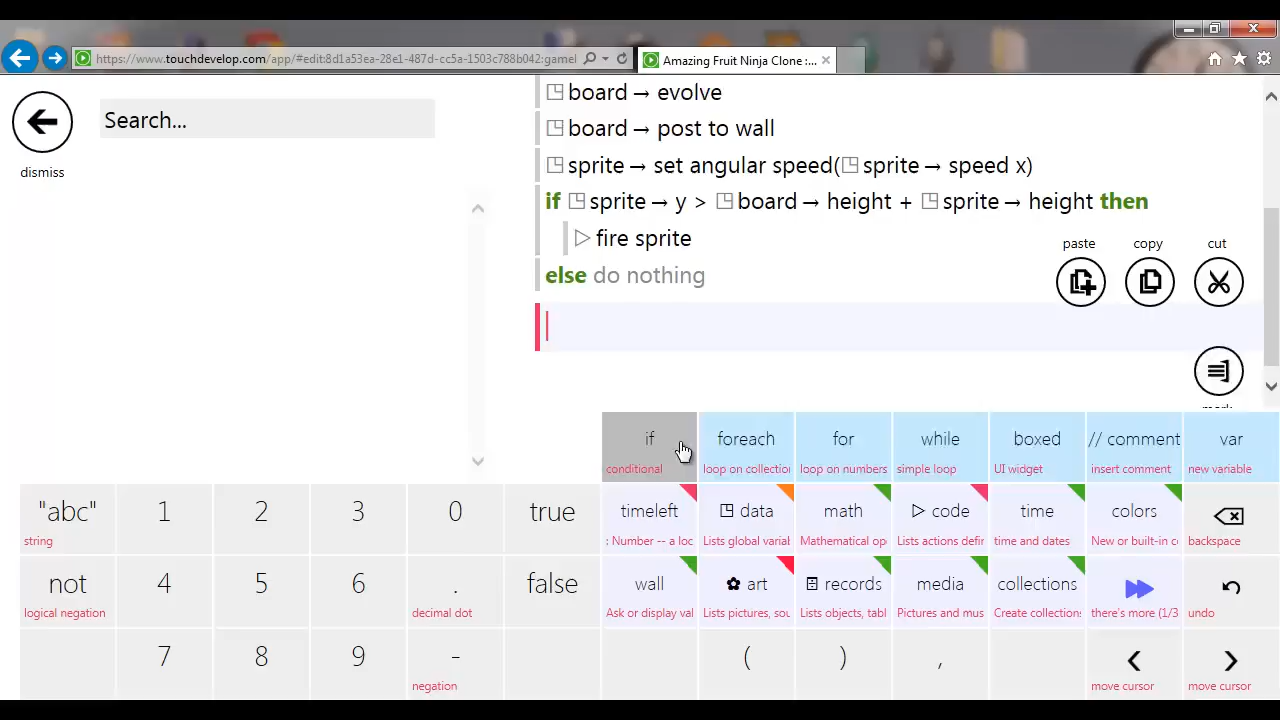 https://www.touchdevelop.com/app/#edit:8d1a53ea-28e1-487d-cc5a-1503c788b042:gamel
Amazing Fruit Ninja Clone :... ×
Search...
dismiss
board → evolve
board → post to wall
sprite → set angular speed(sprite → speed x)
if sprite → y > board → height + sprite → height then
fire sprite
else do nothing
paste copy cut
if foreach for while boxed // comment var
conditional loop on collection loop on numbers simple loop UI widget insert comment new variable
"abc" 1 2 3 0 true timeleft data math code time colors
string : Number -- a loc Lists global variab Mathematical op Lists actions defin time and dates New or built-in c backspace
not 4 5 6 . false wall art records media collections
logical negation decimal dot Ask or display val Lists pictures, sou Lists objects, tabl Pictures and mus Create collections there's more (1/3 undo
7 8 9 - ( ) , < >
negation move cursor move cursor